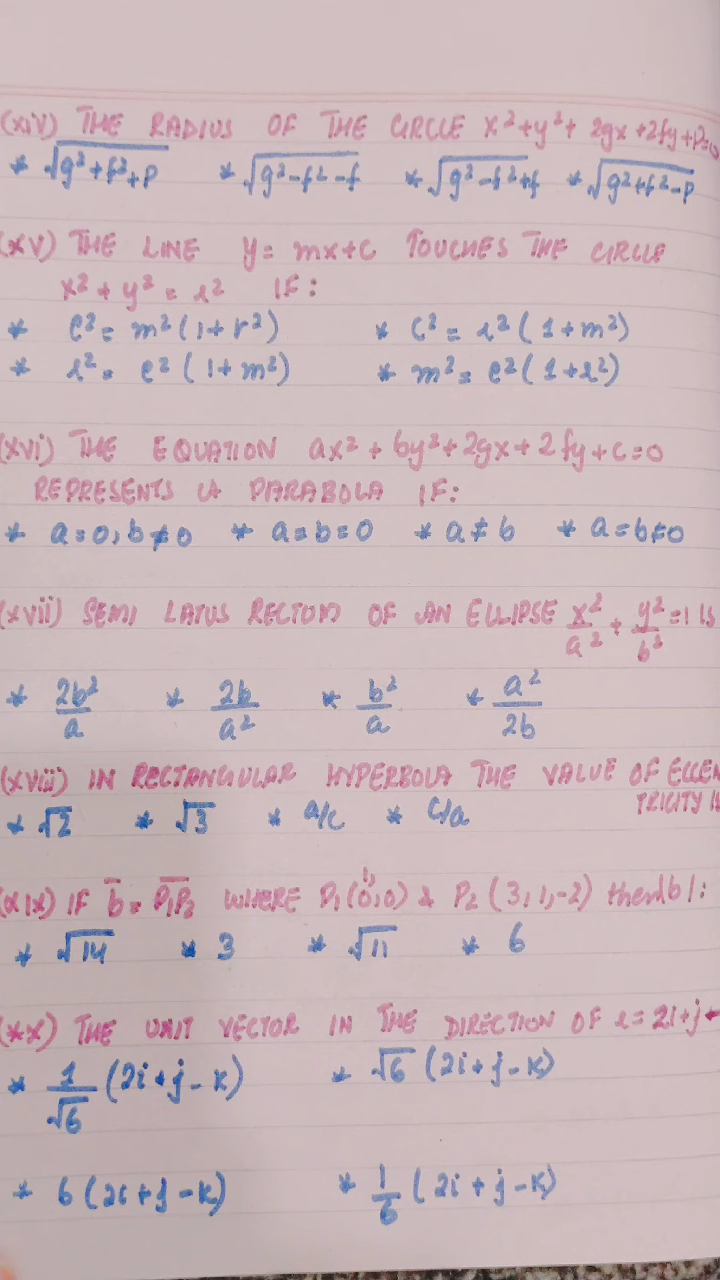 (xiv) THE RADIUS OF THE CIRCLE x²+y²+ 2gx+2fy+P=0
* √g²+f²+P * √g²-f²-f * √g²-f²+f * √g²+f²-P
(xv) THE LINE y= mx+c TOUCHES THE CIRCLE
x²+y²=r² IF:
* c²= m²(1+r²) * c²= r²(1+m²)
* r²= c²(1+m²) * m²= c²(1+r²)
(xvi) THE EQUATION ax²+by²+2gx+2fy+c=0
REPRESENTS A PARABOLA IF:
* a=0, b≠0 * a=b=0 * a≠b * a=b≠0
(xvii) SEMI LATUS RECTUM OF AN ELLIPSE x²/a² + y²/b² =1 IS
* 2b²/a * 2b/a² * b²/a * a²/2b
(xviii) IN RECTANGULAR HYPERBOLA THE VALUE OF ECCEN
TRICITY IS
* √2 * √3 * a/c * c/a
(xix) IF b̅= P̅₁P̅₂ WHERE P₁(0,0) & P₂(3,1,-2) then |b|:
* √14 * 3 * √11 * 6
(xx) THE UNIT VECTOR IN THE DIRECTION OF r=2i+j-
* 1/√6 (2i+j-k) * √6 (2i+j-k)
* 6(2i+j-k) * 1/6 (2i+j-k)